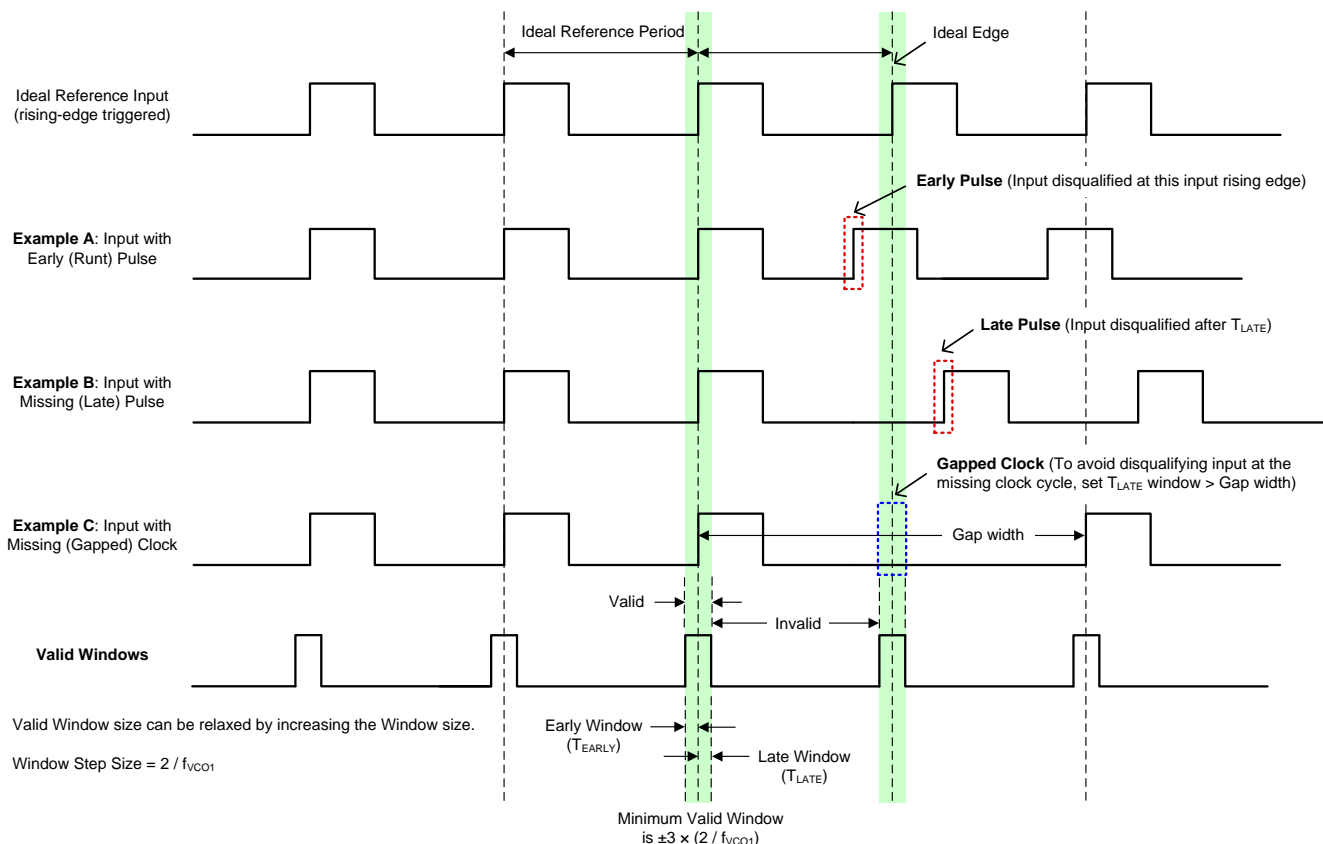 Ideal Reference Period
Ideal Edge
Ideal Reference Input
(rising-edge triggered)
Early Pulse (Input disqualified at this input rising edge)
Example A: Input with
Early (Runt) Pulse
Late Pulse (Input disqualified after TLATE)
Example B: Input with
Missing (Late) Pulse
Gapped Clock (To avoid disqualifying input at the
missing clock cycle, set TLATE window > Gap width)
Example C: Input with
Missing (Gapped) Clock
Gap width
Valid
Invalid
Valid Windows
Valid Window size can be relaxed by increasing the Window size.
Early Window
(TEARLY)
Window Step Size = 2 / fVCO1
Late Window
(TLATE)
Minimum Valid Window
is ±3 × (2 / fVCO1)